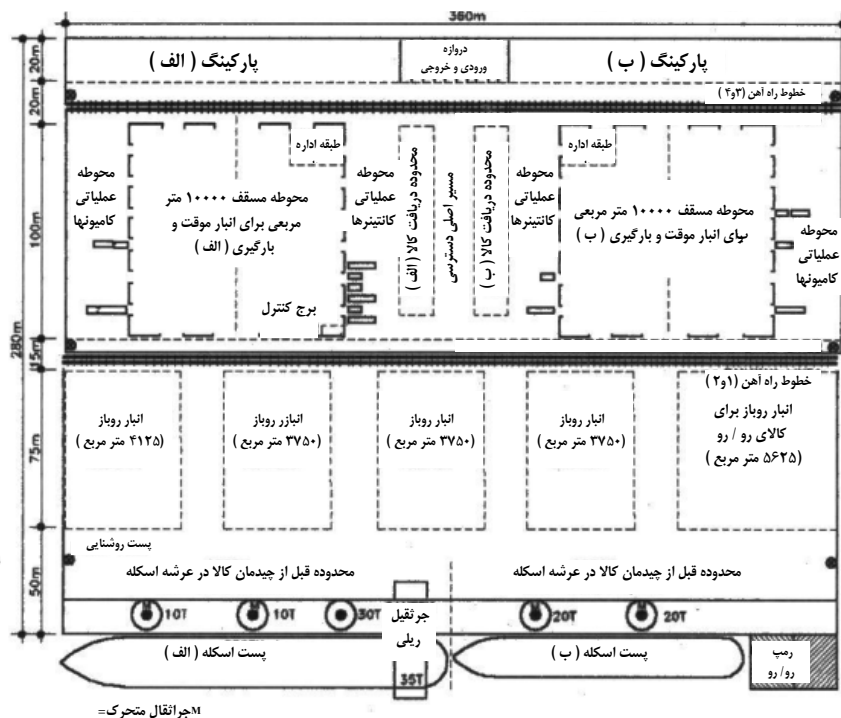 360m
280m
20m
20m
100m
15m
75m
50m
پارکینگ ( ب )
دروازه
ورودی و خروجی
پارکینگ ( الف )
خطوط راه آهن (۳و۴ )
محوطه
عملیاتی
کامیونها
طبقه اداره
محوطه مسقف ۱۰۰۰۰ متر مربعی
برای انبار موقت و بارگیری ( ب )
محوطه
عملیاتی
کانتینرها
محدوده دریافت کالا ( ب )
مسیر اصلی دسترسی
محدوده دریافت کالا ( الف )
محوطه
عملیاتی
کانتینرها
طبقه اداره
محوطه مسقف ۱۰۰۰۰ متر
مربعی برای انبار موقت و
بارگیری ( الف )
برج کنترل
محوطه
عملیاتی
کامیونها
خطوط راه آهن (۱و۲ )
انبار روباز برای
کالای رو / رو
( ۵۶۲۵ متر مربع )
انبار روباز
( ۳۷۵۰ متر مربع )
انبار روباز
( ۳۷۵۰ متر مربع )
انبازر روباز
( ۳۷۵۰ متر مربع )
انبار روباز
( ۴۱۲۵ متر مربع )
پست روشنایی
محدوده قبل از چیدمان کالا در عرشه اسکله
محدوده قبل از چیدمان کالا در عرشه اسکله
10T
10T
30T
20T
20T
جرثقیل
ریلی
35T
رمپ
رو/ رو
پست اسکله ( ب )
پست اسکله ( الف )
Mجراثقال متحرک=